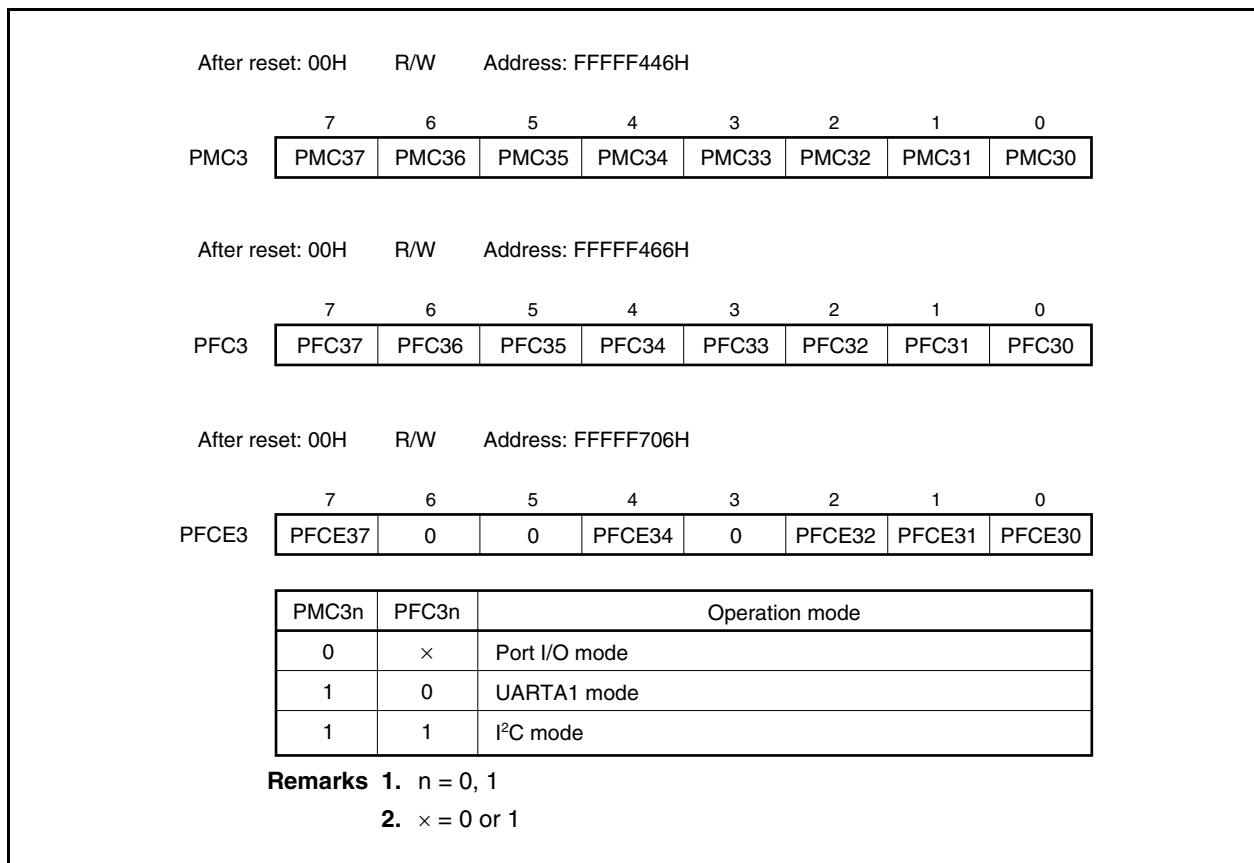 After reset: 00H R/W Address: FFFFF446H
7 6 5 4 3 2 1 0
PMC3 PMC37 PMC36 PMC35 PMC34 PMC33 PMC32 PMC31 PMC30
After reset: 00H R/W Address: FFFFF466H
7 6 5 4 3 2 1 0
PFC3 PFC37 PFC36 PFC35 PFC34 PFC33 PFC32 PFC31 PFC30
After reset: 00H R/W Address: FFFFF706H
7 6 5 4 3 2 1 0
PFCE3 PFCE37 0 0 PFCE34 0 PFCE32 PFCE31 PFCE30
PMC3n PFC3n Operation mode
0 × Port I/O mode
1 0 UARTA1 mode
1 1 I²C mode
Remarks 1. n = 0, 1
2. × = 0 or 1